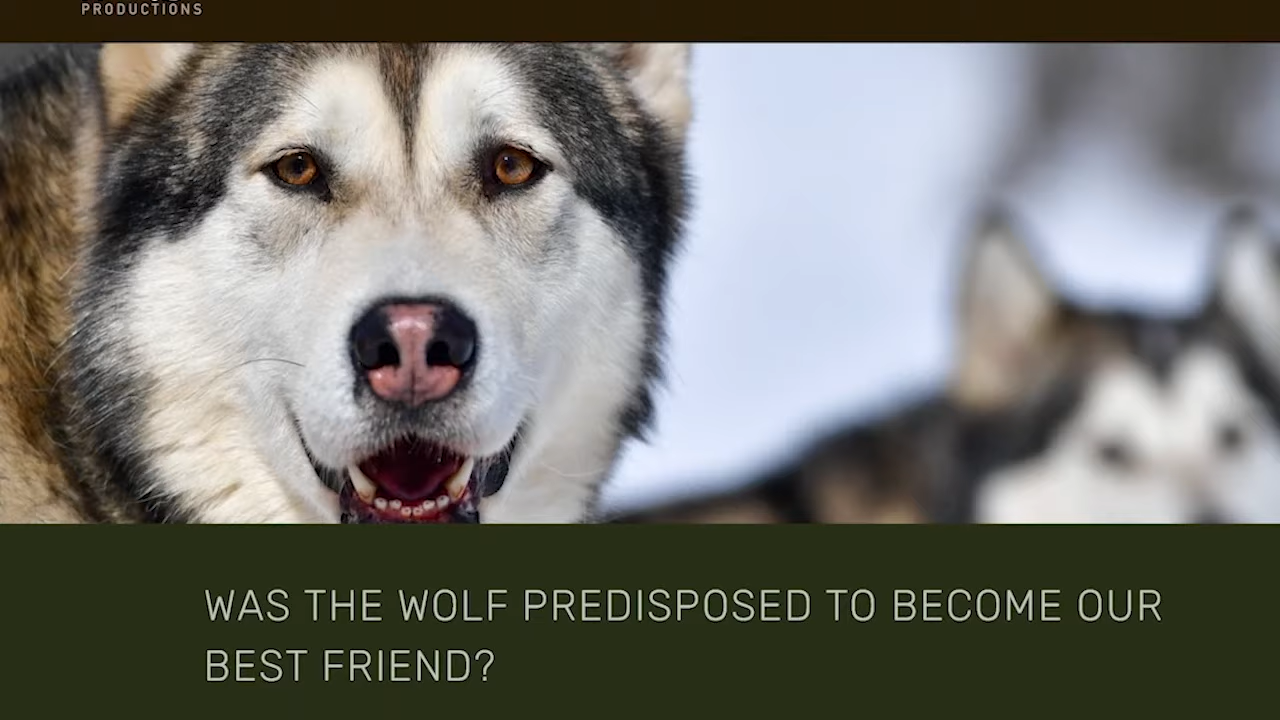 PRODUCTIONS
WAS THE WOLF PREDISPOSED TO BECOME OUR
BEST FRIEND?